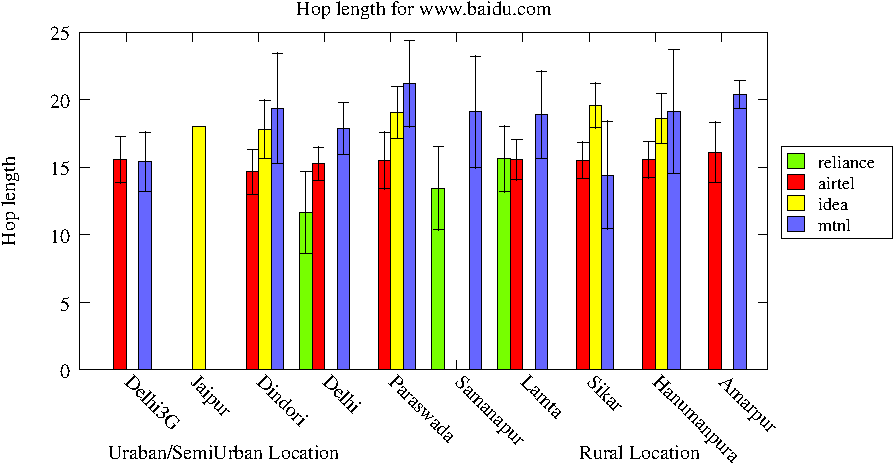 Hop length for www.baidu.com
25
20
15
10
5
0
Hop length
reliance
airtel
idea
mtnl
Delhi3G
Jaipur
Dindori
Delhi
Paraswada
Samanapur
Lamta
Sikar
Hanumanpura
Amarpur
Uraban/SemiUrban Location
Rural Location